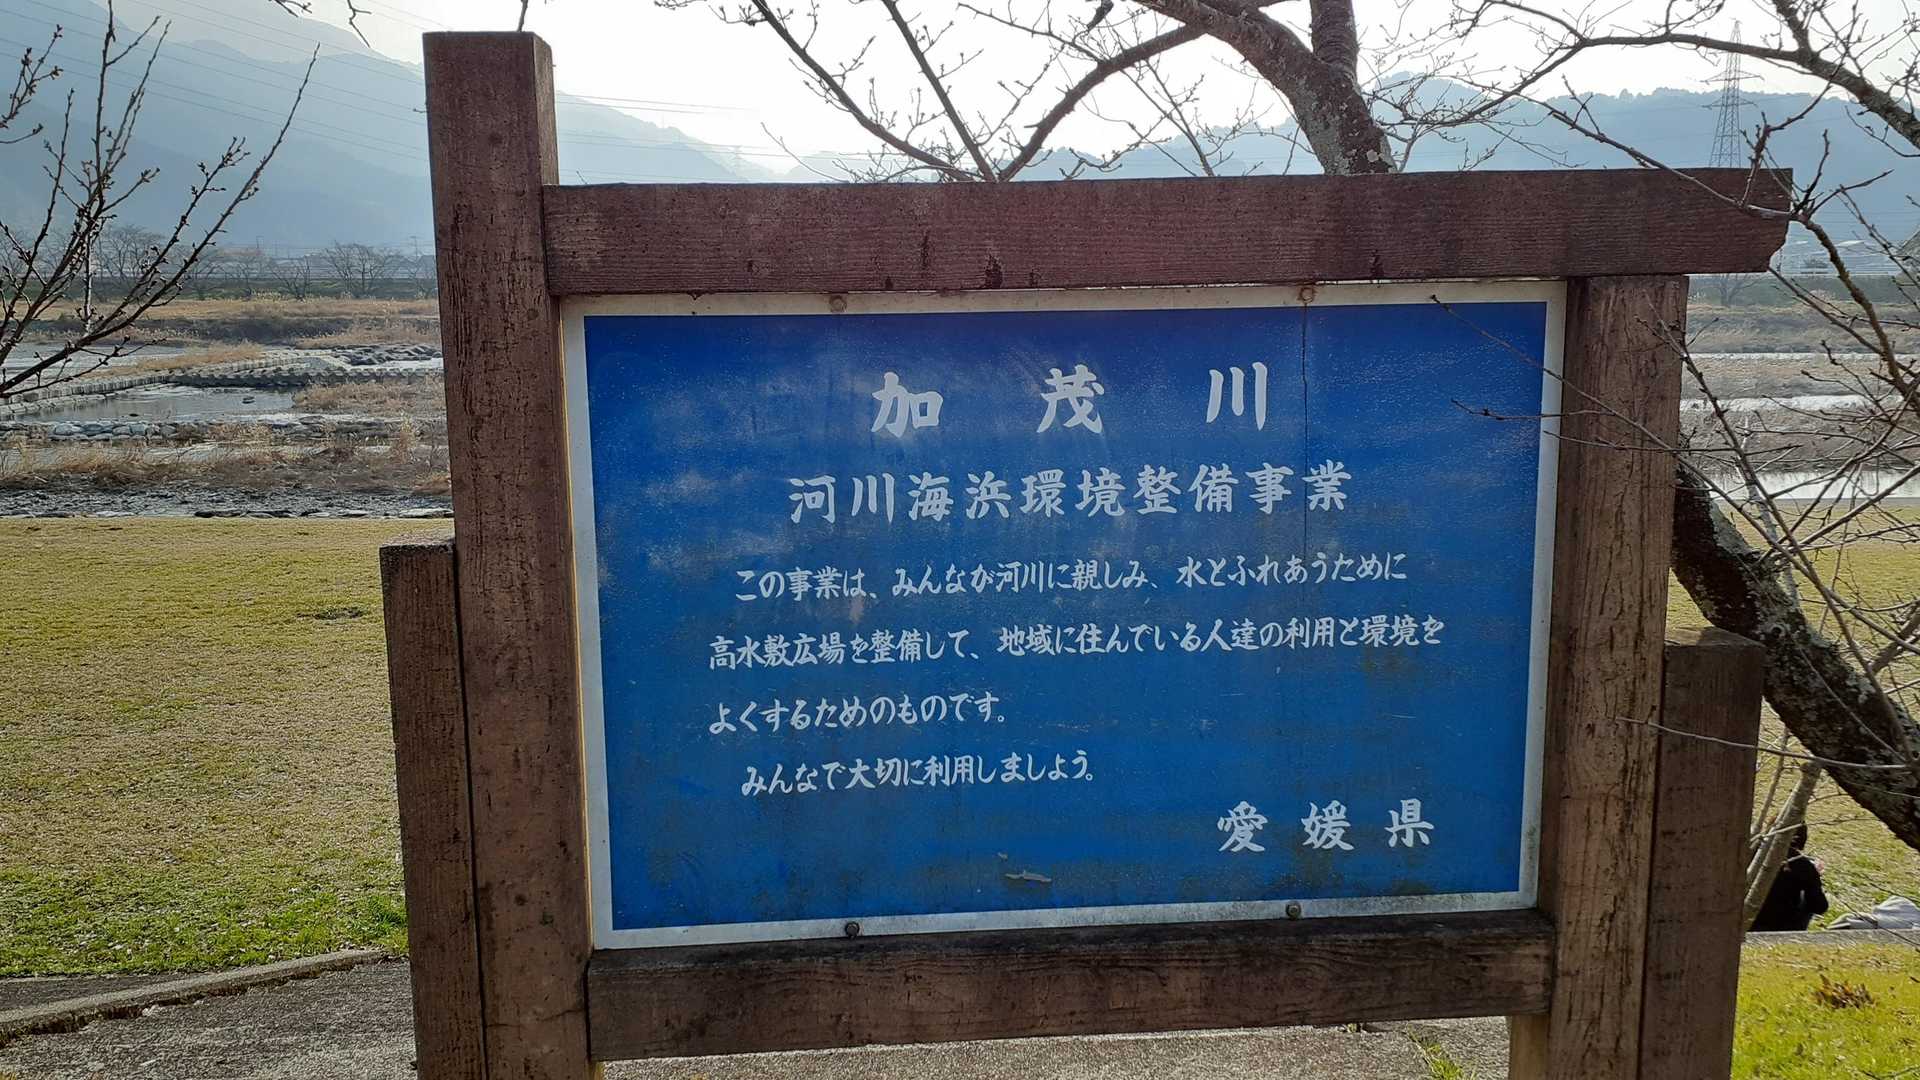 加茂川
河川海浜環境整備事業
この事業は、みんなが河川に親しみ、水とふれあうために
高水敷広場を整備して、地域に住んでいる人達の利用と環境を
よくするためのものです。
みんなで大切に利用しましよう。
愛媛県